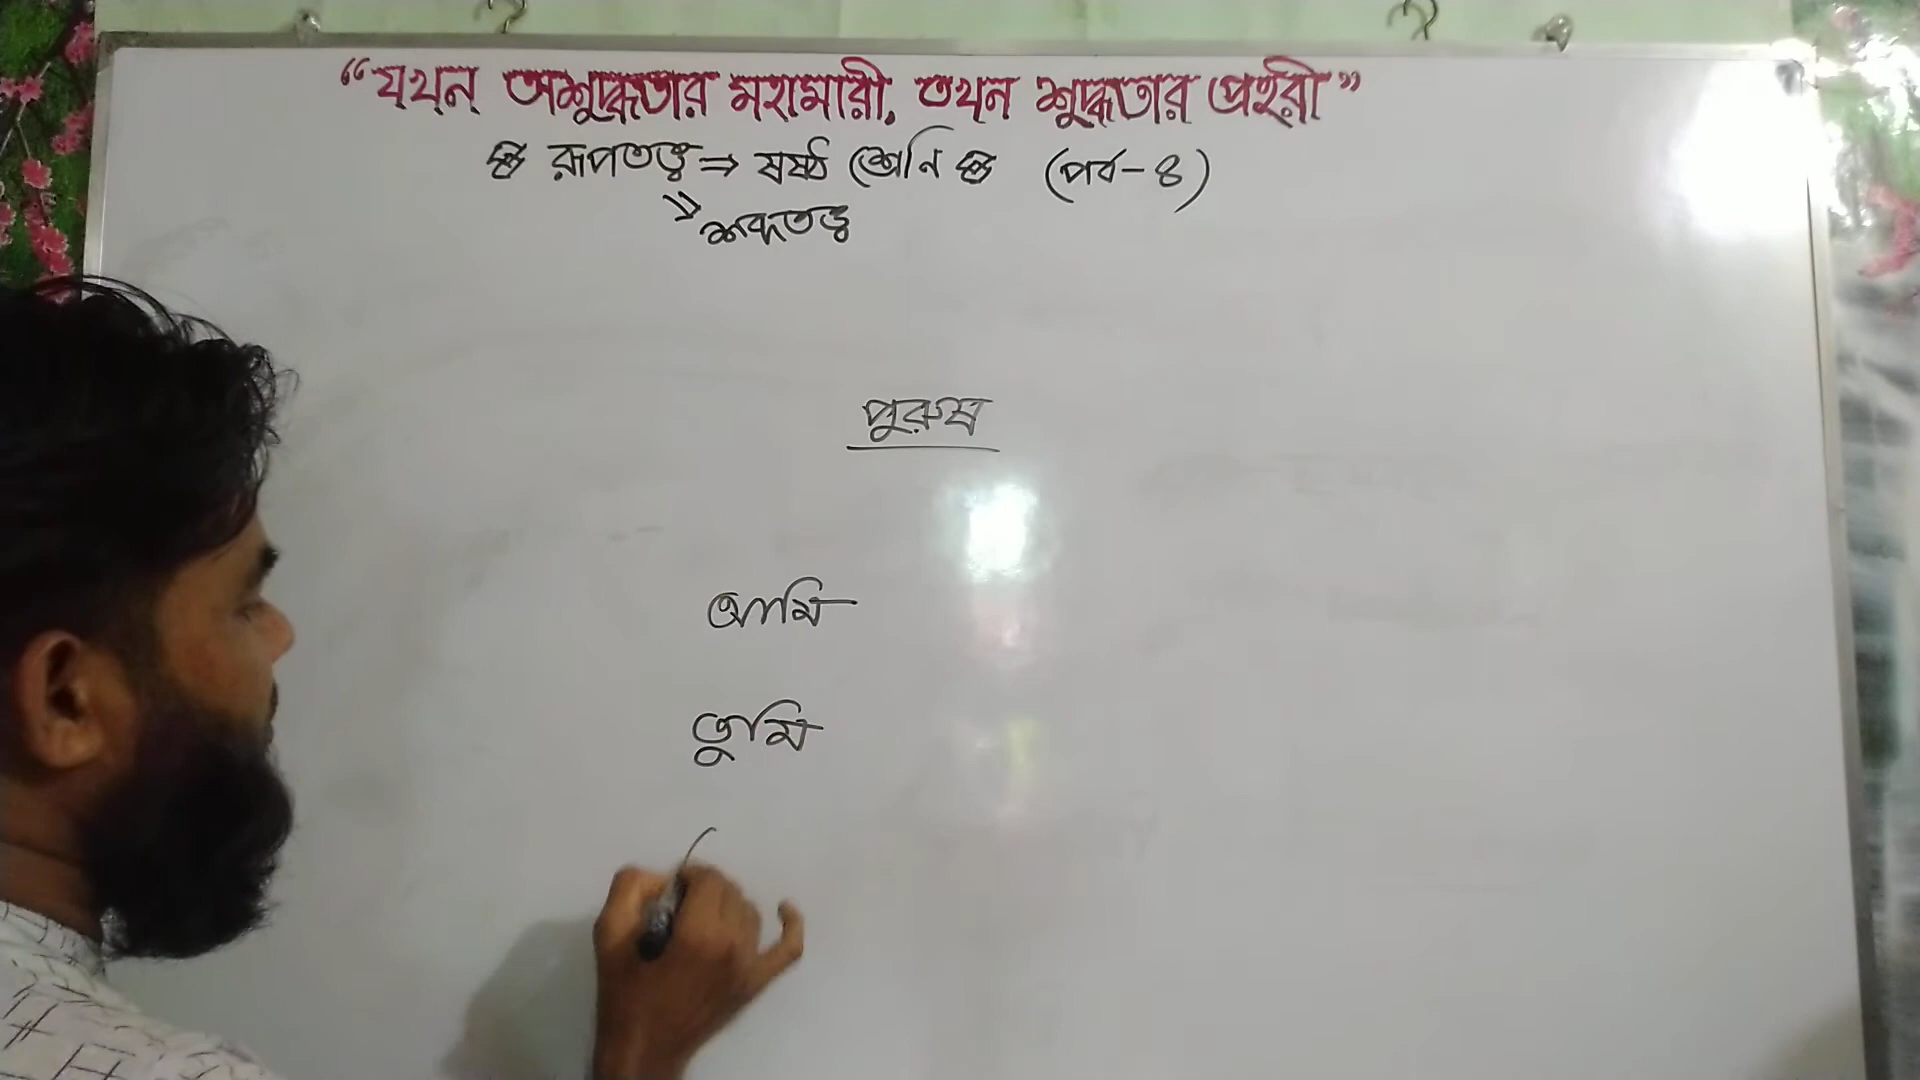 “যখন অশুদ্ধতার মহামারী, তখন শুদ্ধতার প্রহরী”
রূপতত্ত্ব ⇒ ষষ্ঠ শ্রেনি (পর্ব-৪)
শব্দতত্ত্ব
পুরুষ
আমি
তুমি